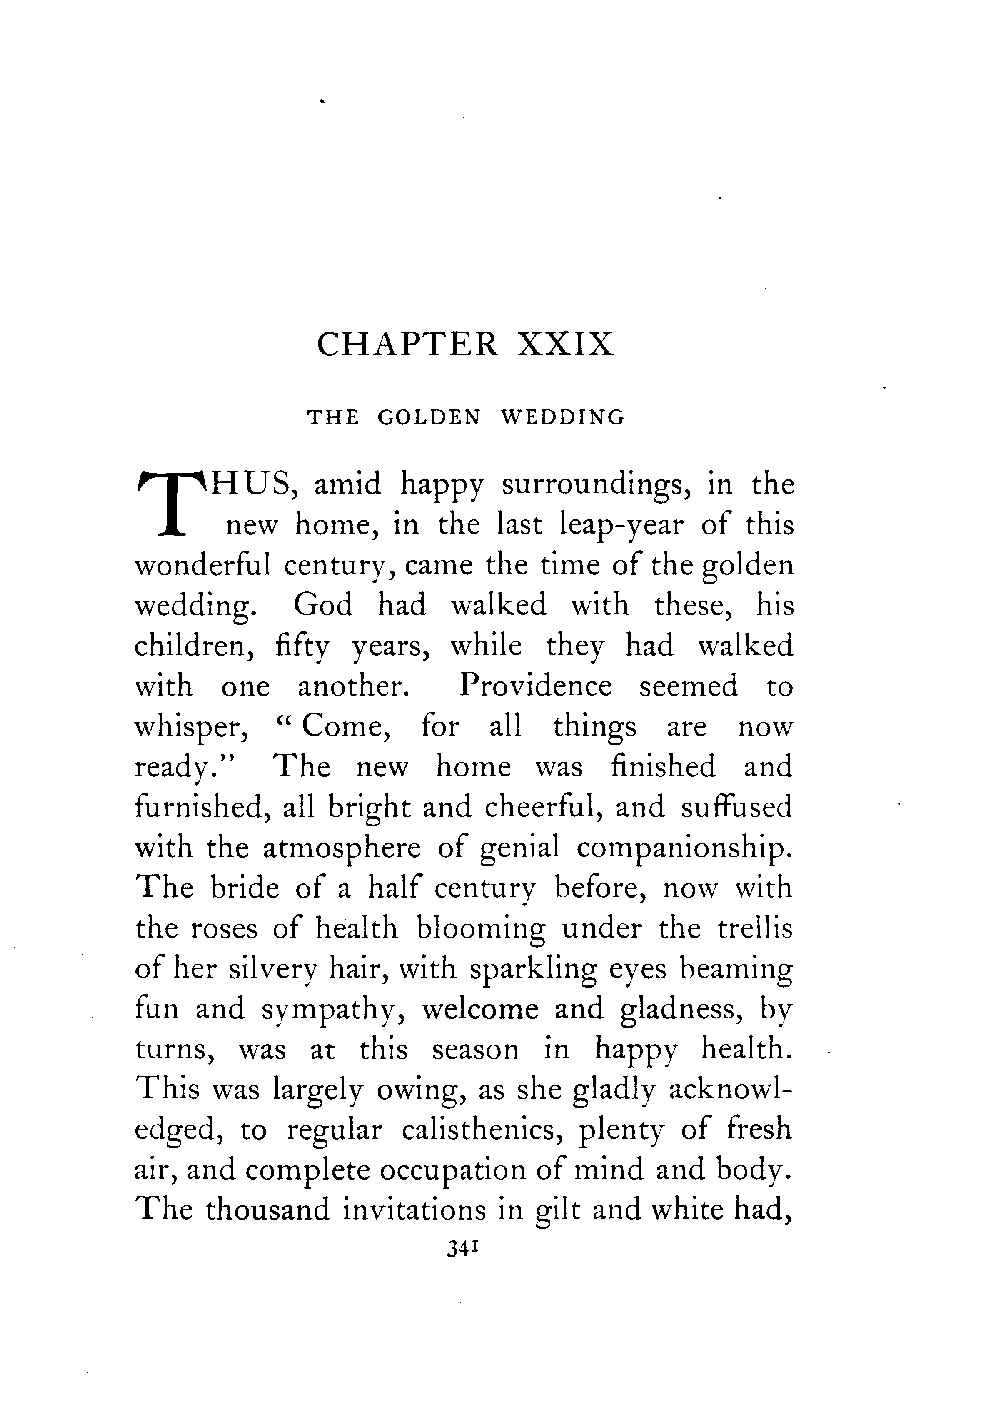 CHAPTER XXIX
THE GOLDEN WEDDING
THUS, amid happy surroundings, in the
new home, in the last leap-year of this
wonderful century, came the time of the golden
wedding. God had walked with these, his
children, fifty years, while they had walked
with one another. Providence seemed to
whisper, “Come, for all things are now
ready.” The new home was finished and
furnished, all bright and cheerful, and suffused
with the atmosphere of genial companionship.
The bride of a half century before, now with
the roses of health blooming under the trellis
of her silvery hair, with sparkling eyes beaming
fun and sympathy, welcome and gladness, by
turns, was at this season in happy health.
This was largely owing, as she gladly acknowl-
edged, to regular calisthenics, plenty of fresh
air, and complete occupation of mind and body.
The thousand invitations in gilt and white had,
341